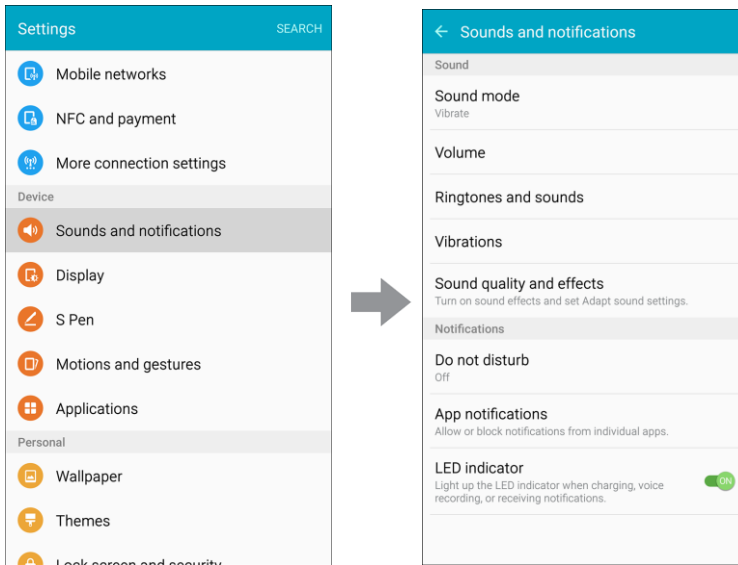 Settings
SEARCH
Mobile networks
NFC and payment
More connection settings
Device
Sounds and notifications
Display
S Pen
Motions and gestures
Applications
Personal
Wallpaper
Themes
Lock screen and security
Sounds and notifications
Sound
Sound mode
Vibrate
Volume
Ringtones and sounds
Vibrations
Sound quality and effects
Turn on sound effects and set Adapt sound settings.
Notifications
Do not disturb
Off
App notifications
Allow or block notifications from individual apps.
LED indicator
Light up the LED indicator when charging, voice
recording, or receiving notifications.
ON